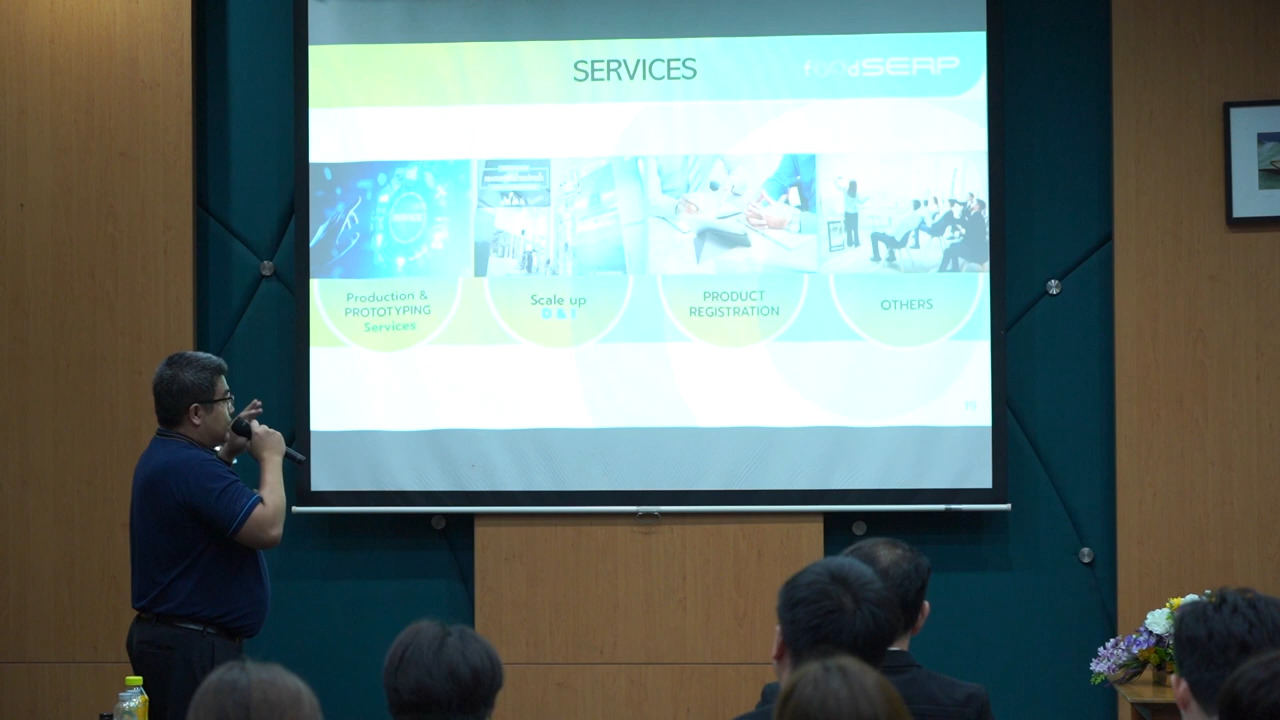 SERVICES
foodSERP
Production &
PROTOTYPING
Services
Scale up
PRODUCT
REGISTRATION
OTHERS